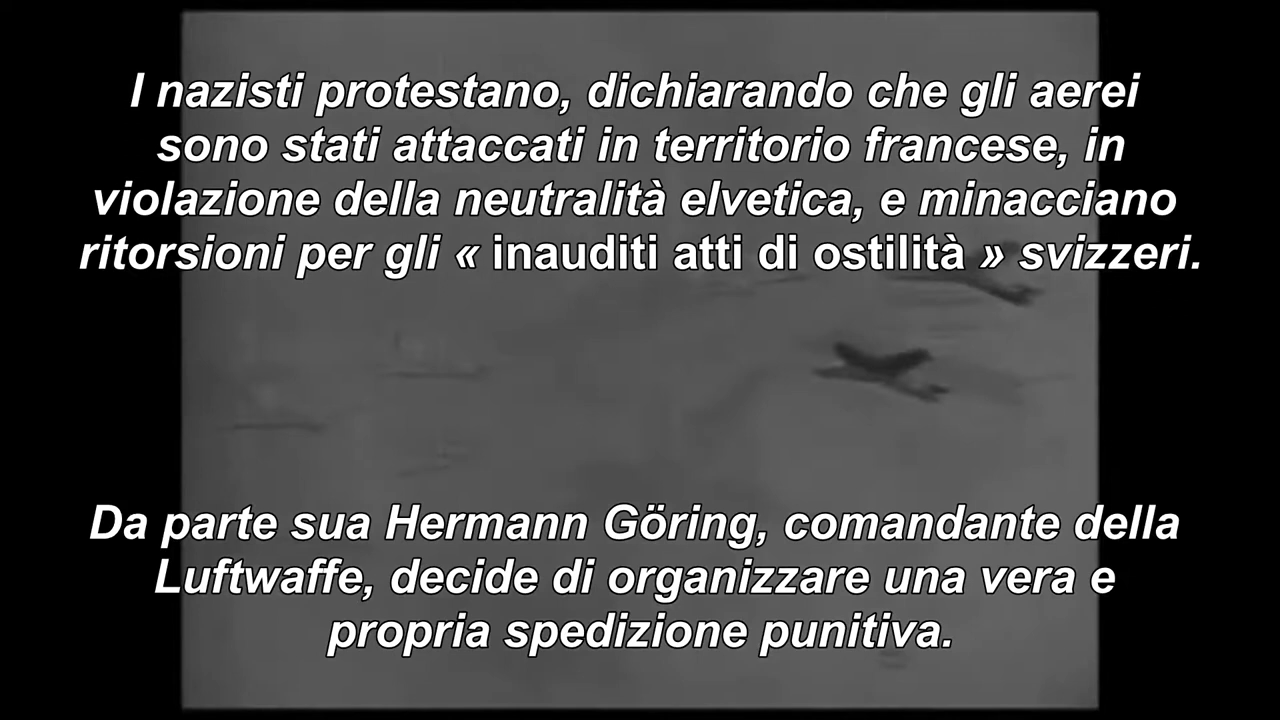 I nazisti protestano, dichiarando che gli aerei
sono stati attaccati in territorio francese, in
violazione della neutralità elvetica, e minacciano
ritorsioni per gli « inauditi atti di ostilità » svizzeri.
Da parte sua Hermann Göring, comandante della
Luftwaffe, decide di organizzare una vera e
propria spedizione punitiva.